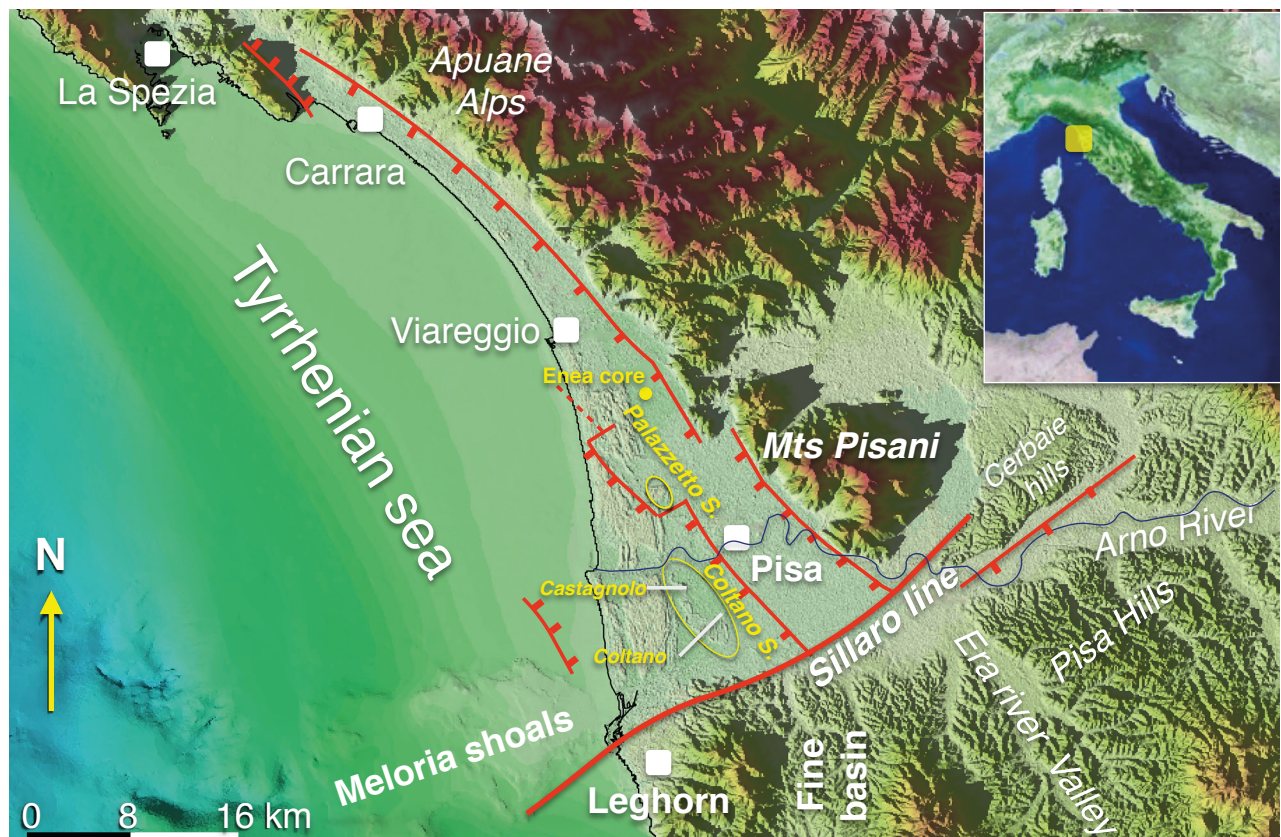 La Spezia
Apuane
Alps
Carrara
Tyrrhenian sea
Viareggio
Enea core
Palazzetto S.
Mts Pisani
Cerbaie
hills
N
Pisa
Arno River
Castagnolo
Coltano S.
Coltano
Sillaro line
Pisa Hills
Era river Valley
Meloria shoals
Fine
basin
Leghorn
0 8 16 km